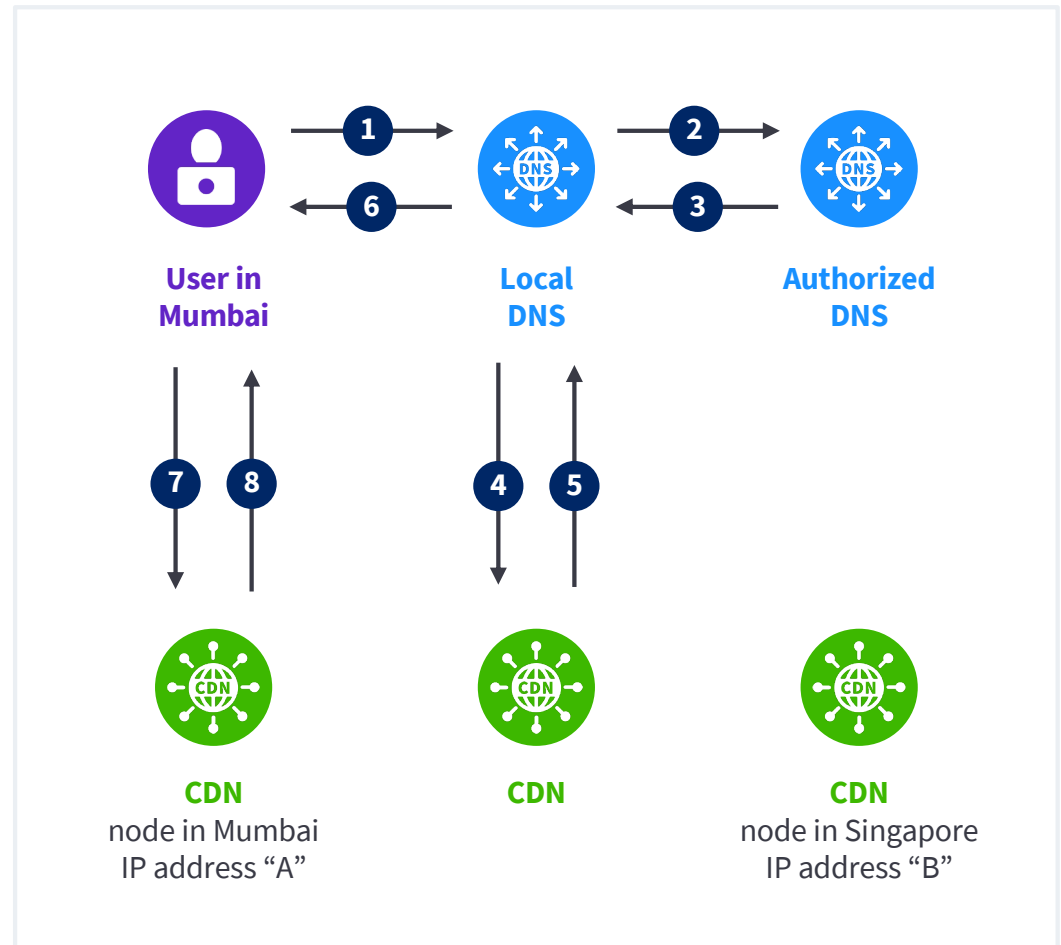 1
2
DNS
DNS
6
3
User in
Mumbai
Local
DNS
Authorized
DNS
7
8
4
5
CDN
CDN
CDN
CDN
node in Mumbai
IP address “A”
CDN
CDN
node in Singapore
IP address “B”